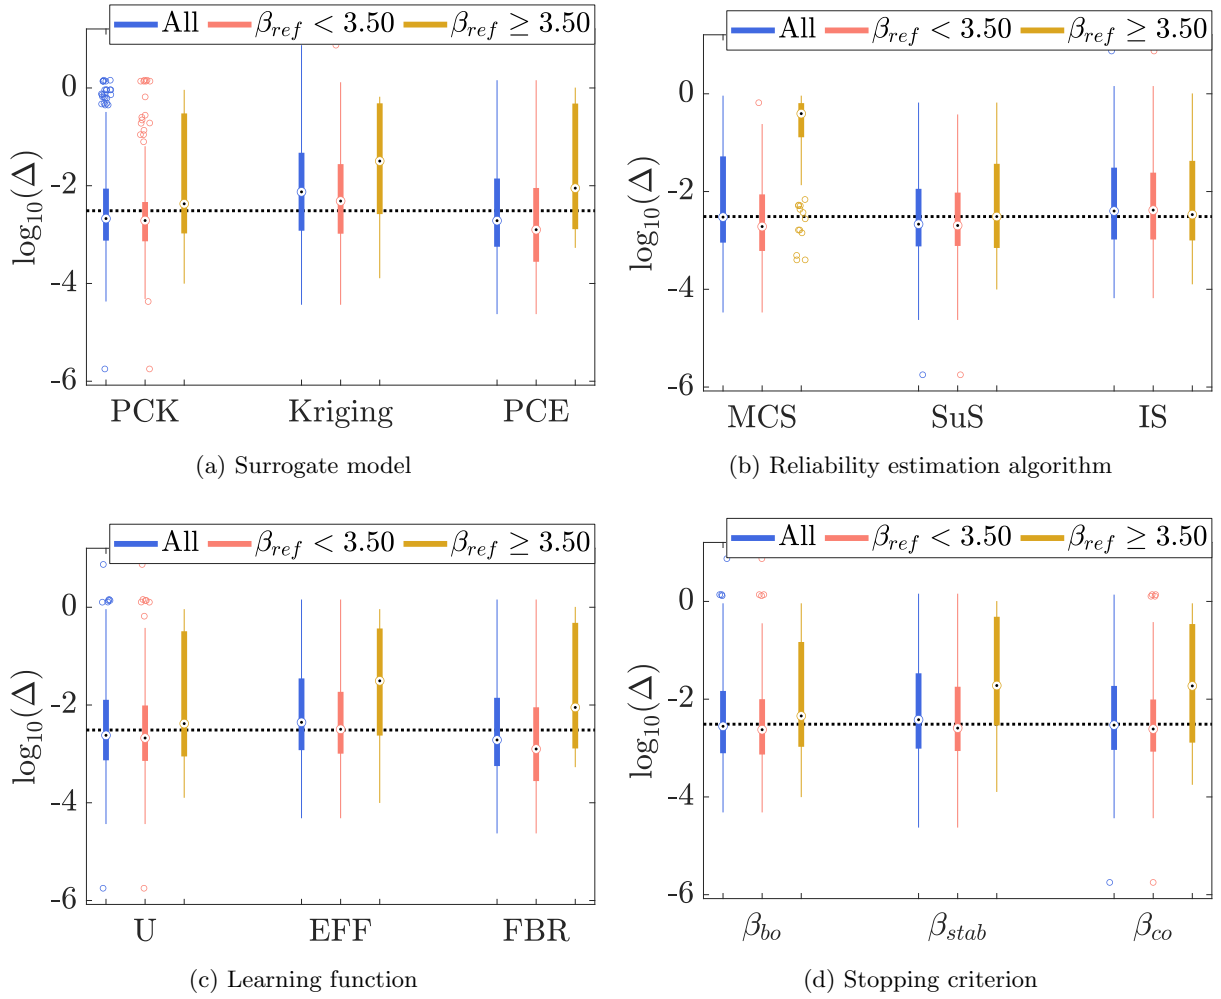 All β_ref < 3.50 β_ref ≥ 3.50
log10(Δ)
0
-2
-4
-6
PCK Kriging PCE
(a) Surrogate model
All β_ref < 3.50 β_ref ≥ 3.50
log10(Δ)
0
-2
-4
-6
MCS SuS IS
(b) Reliability estimation algorithm
All β_ref < 3.50 β_ref ≥ 3.50
log10(Δ)
0
-2
-4
-6
U EFF FBR
(c) Learning function
All β_ref < 3.50 β_ref ≥ 3.50
log10(Δ)
0
-2
-4
-6
β_bo β_stab β_co
(d) Stopping criterion